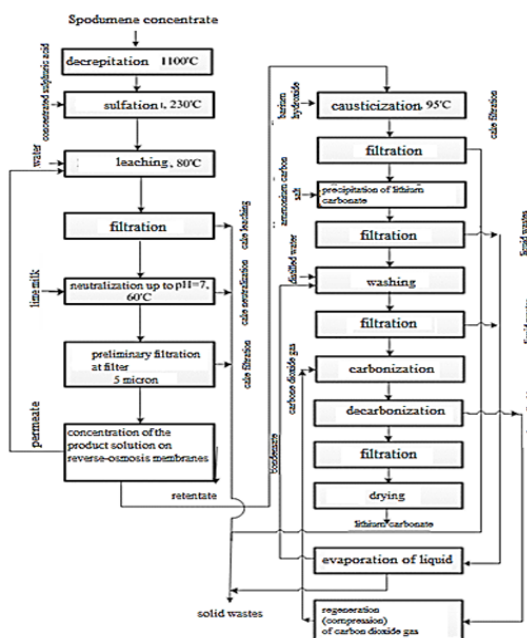 Spodumene concentrate
decrepitation 1100°C
concentrated sulphuric acid
sulfation, 230°C
water
leaching, 80°C
filtration
cake leaching
lime milk
neutralization up to pH=7,
60°C
cake neutralization
preliminary filtration at
filter
5 micron
cake filtration
permeate
concentration of the
product solution on
reverse-osmosis membranes
retentate
solid wastes
barium
hydroxide
causticization, 95°C
cake filtration
filtration
ammonium carbon
salt
precipitation of lithium
carbonate
filtration
liquid wastes
distilled water
washing
filtration
carbone dioxide gas
carbonization
decarbonization
filtration
drying
lithium carbonate
evaporation of liquid
regeneration
(compression)
of carbon dioxide gas